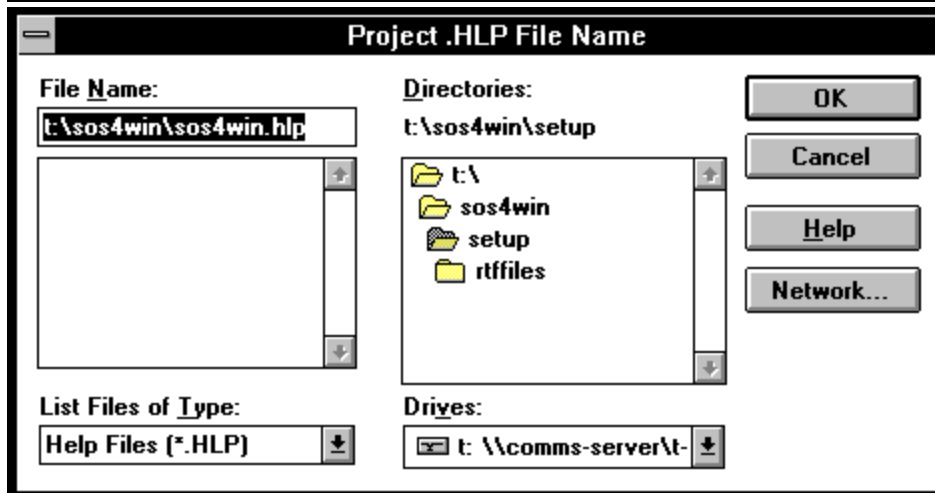 Project .HLP File Name
File Name:
t:\sos4win\sos4win.hlp
Directories:
t:\sos4win\setup
t:\
sos4win
setup
rtffiles
OK
Cancel
Help
Network...
List Files of Type:
Help Files (*.HLP)
Drives:
t: \\comms-server\t-